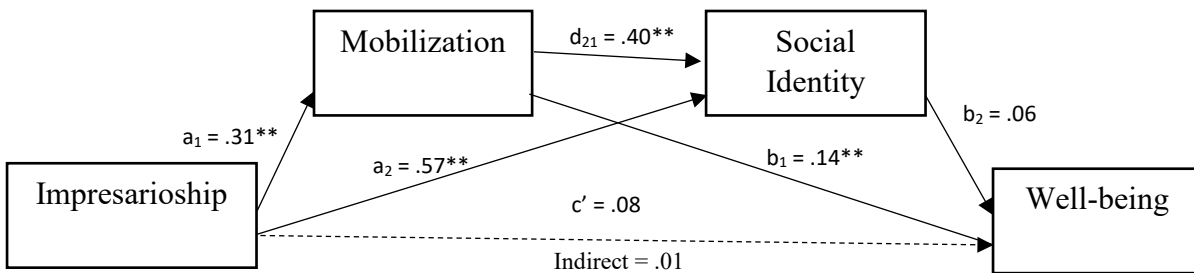 Mobilization
d₂₁ = .40**
Social
Identity
a₁ = .31**
a₂ = .57**
b₁ = .14**
b₂ = .06
Impresarioship
c’ = .08
Well-being
Indirect = .01